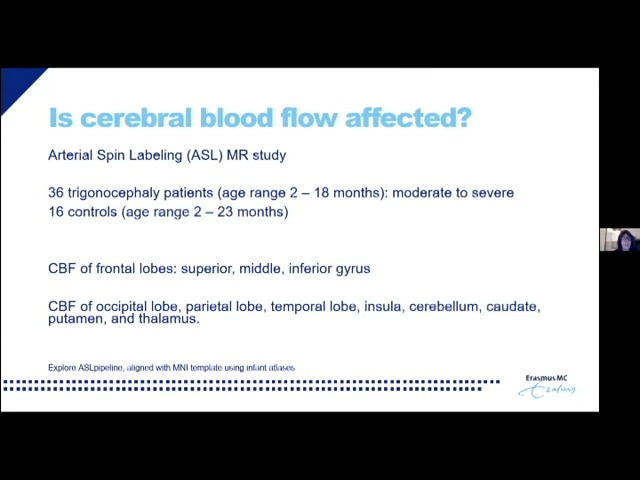 Is cerebral blood flow affected?
Arterial Spin Labeling (ASL) MR study
36 trigonocephaly patients (age range 2 – 18 months): moderate to severe
16 controls (age range 2 – 23 months)
CBF of frontal lobes: superior, middle, inferior gyrus
CBF of occipital lobe, parietal lobe, temporal lobe, insula, cerebellum, caudate,
putamen, and thalamus.
Explore ASLpipeline, aligned with MNI template using infant atlases
Erasmus MC
Erasmus